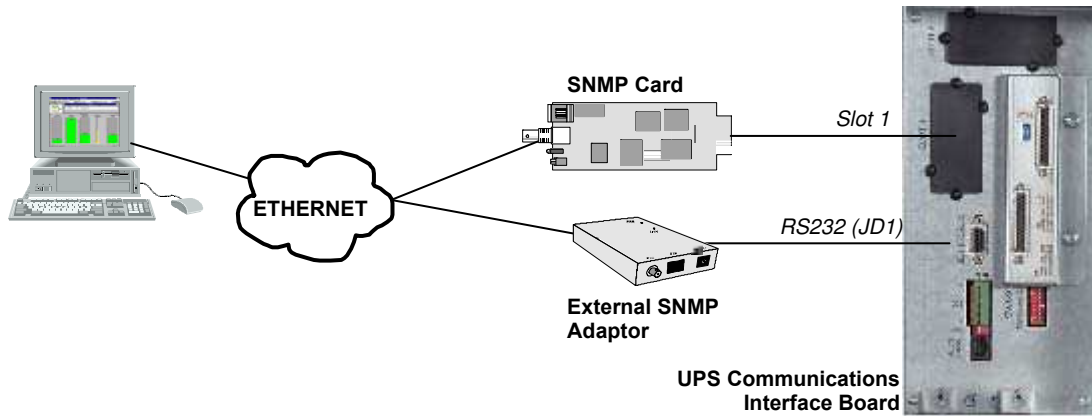 SNMP Card
Slot 1
ETHERNET
RS232 (JD1)
External SNMP
Adaptor
UPS Communications
Interface Board